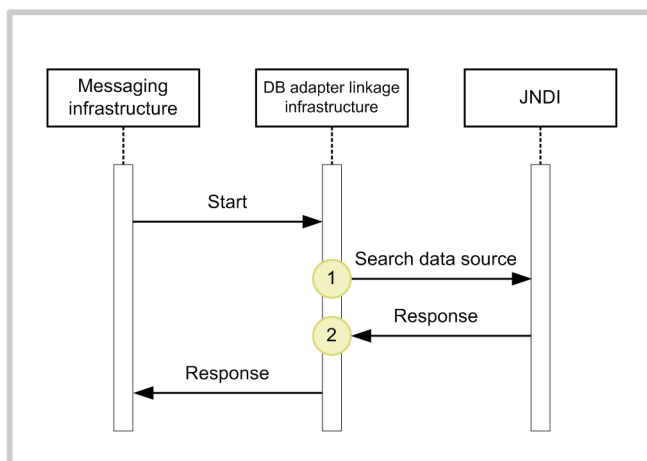 Messaging
infrastructure
DB adapter linkage
infrastructure
JNDI
Start
1
Search data source
2
Response
Response